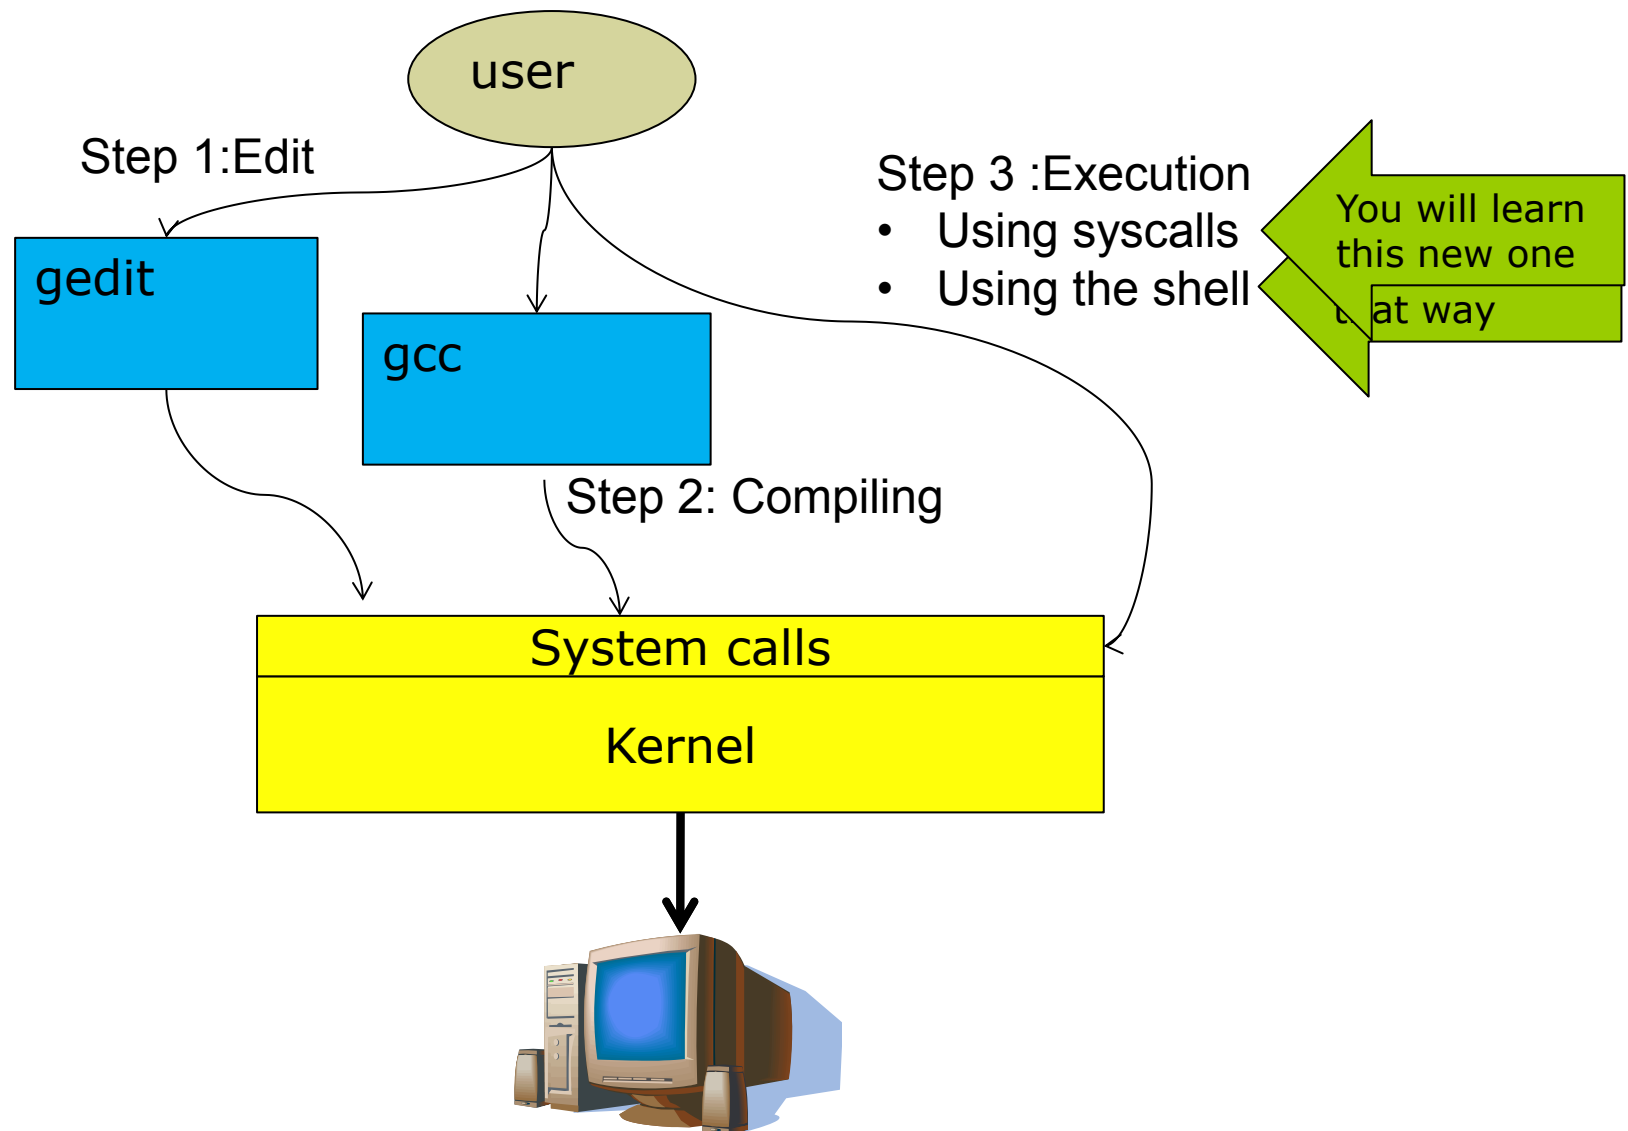 user
Step 1:Edit
Step 3 :Execution
• Using syscalls
• Using the shell
You will learn
this new one
way
gedit
gcc
Step 2: Compiling
System calls
Kernel